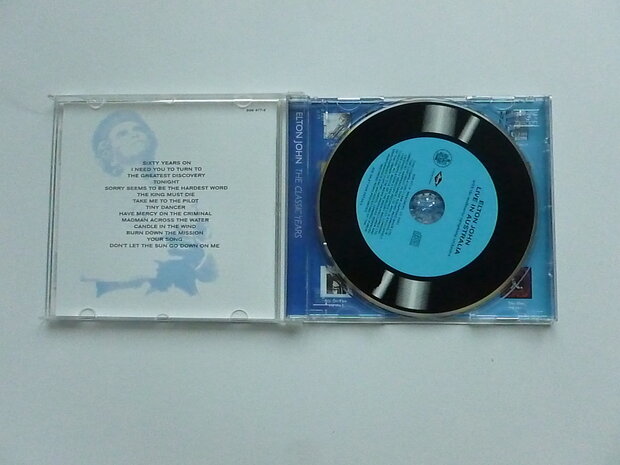 SIXTY YEARS ON
I NEED YOU TO TURN TO
THE GREATEST DISCOVERY
TONIGHT
SORRY SEEMS TO BE THE HARDEST WORD
THE KING MUST DIE
TAKE ME TO THE PILOT
TINY DANCER
HAVE MERCY ON THE CRIMINAL
MADMAN ACROSS THE WATER
CANDLE IN THE WIND
BURN DOWN THE MISSION
YOUR SONG
DON'T LET THE SUN GO DOWN ON ME
ELTON JOHN THE CLASSIC YEARS
ELTON JOHN
LIVE IN AUSTRALIA